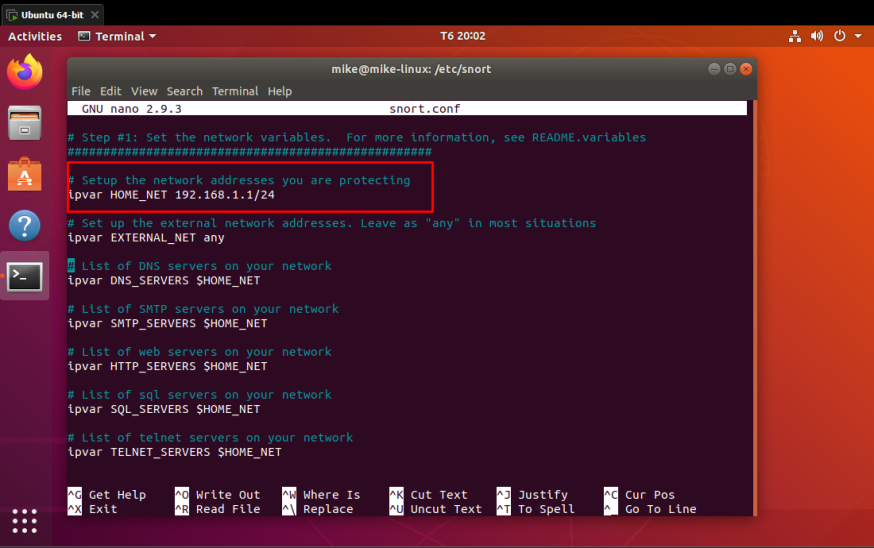 Ubuntu 64-bit
Activities Terminal Тб 20:02
mike@mike-linux: /etc/snort
File Edit View Search Terminal Help
GNU nano 2.9.3 snort.conf
# Step #1: Set the network variables.  For more information, see README.variables
###################################################
# Setup the network addresses you are protecting
ipvar HOME_NET 192.168.1.1/24
# Set up the external network addresses. Leave as "any" in most situations
ipvar EXTERNAL_NET any
# List of DNS servers on your network
ipvar DNS_SERVERS $HOME_NET
# List of SMTP servers on your network
ipvar SMTP_SERVERS $HOME_NET
# List of web servers on your network
ipvar HTTP_SERVERS $HOME_NET
# List of sql servers on your network
ipvar SQL_SERVERS $HOME_NET
# List of telnet servers on your network
ipvar TELNET_SERVERS $HOME_NET
^G Get Help ^O Write Out ^W Where Is ^K Cut Text ^J Justify ^C Cur Pos
^X Exit ^R Read File ^\ Replace ^U Uncut Text ^T To Spell ^_ Go To Line